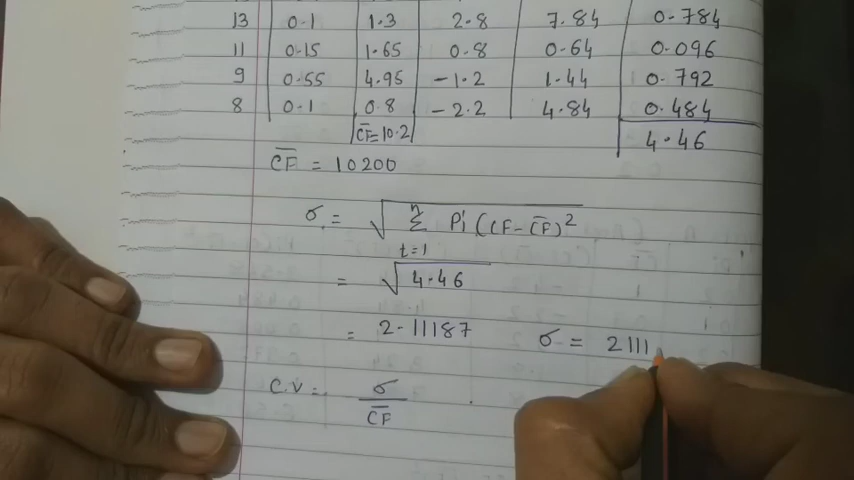 13 0.1 1.3 2.8 7.84 0.784
11 0.15 1.65 0.8 0.64 0.096
9 0.55 4.95 -1.2 1.44 0.792
8 0.1 0.8 -2.2 4.84 0.484
C̅F̅=10.2 4.46
C̅F̅ = 10200
σ = √ n Σ i=1 Pi (CF-C̅F̅)²
= √4.46
= 2.11187 σ = 2111
C.V = σ / C̅F̅